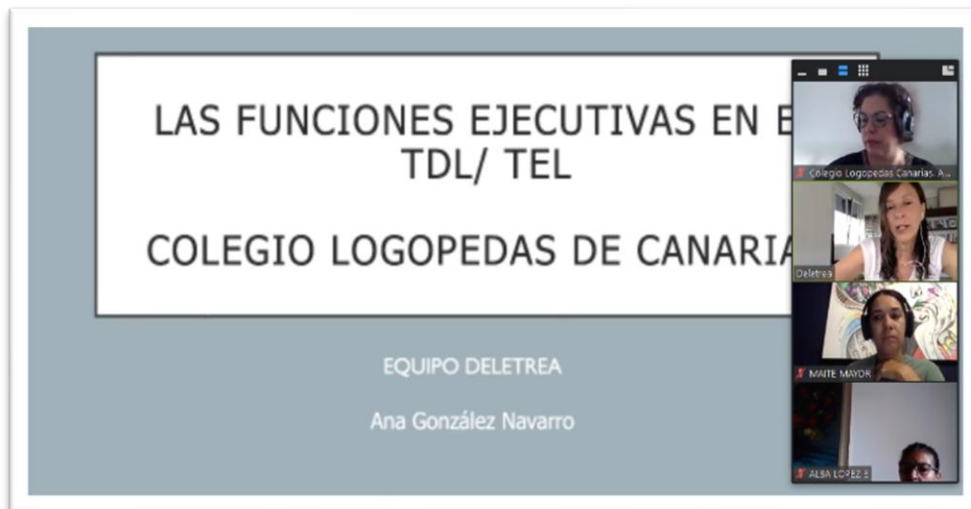 LAS FUNCIONES EJECUTIVAS EN E
TDL/ TEL
COLEGIO LOGOPEDAS DE CANARIA
EQUIPO DELETREA
Ana González Navarro
Colegio Logopedas Canarias. A...
Deletrea
MAITE MAYOR
ALBA LOPEZ B